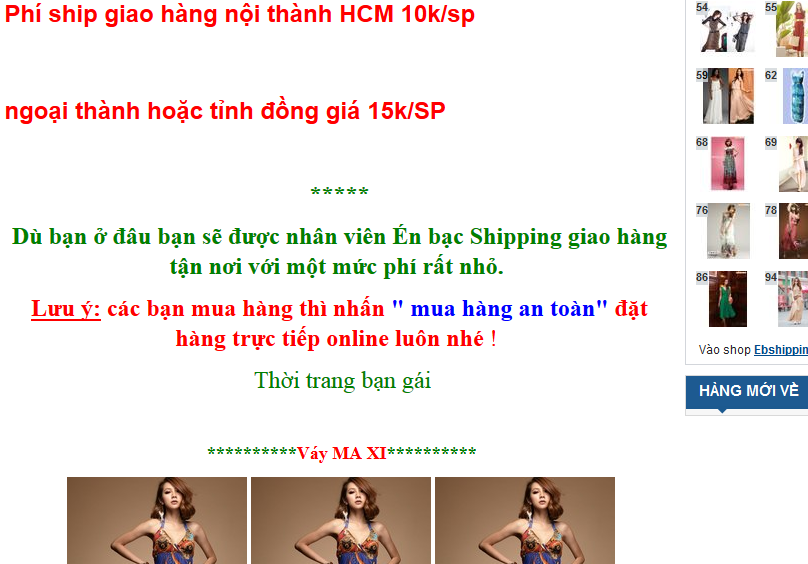 Phí ship giao hàng nội thành HCM 10k/sp
ngoại thành hoặc tỉnh đồng giá 15k/SP
*****
Dù bạn ở đâu bạn sẽ được nhân viên Én bạc Shipping giao hàng
tận nơi với một mức phí rất nhỏ.
Lưu ý: các bạn mua hàng thì nhấn " mua hàng an toàn" đặt
hàng trực tiếp online luôn nhé !
Thời trang bạn gái
**********Váy MA XI**********
54 55
59 62
68 69
76 78
86 94
Vào shop Ebshippin
HÀNG MỚI VỀ